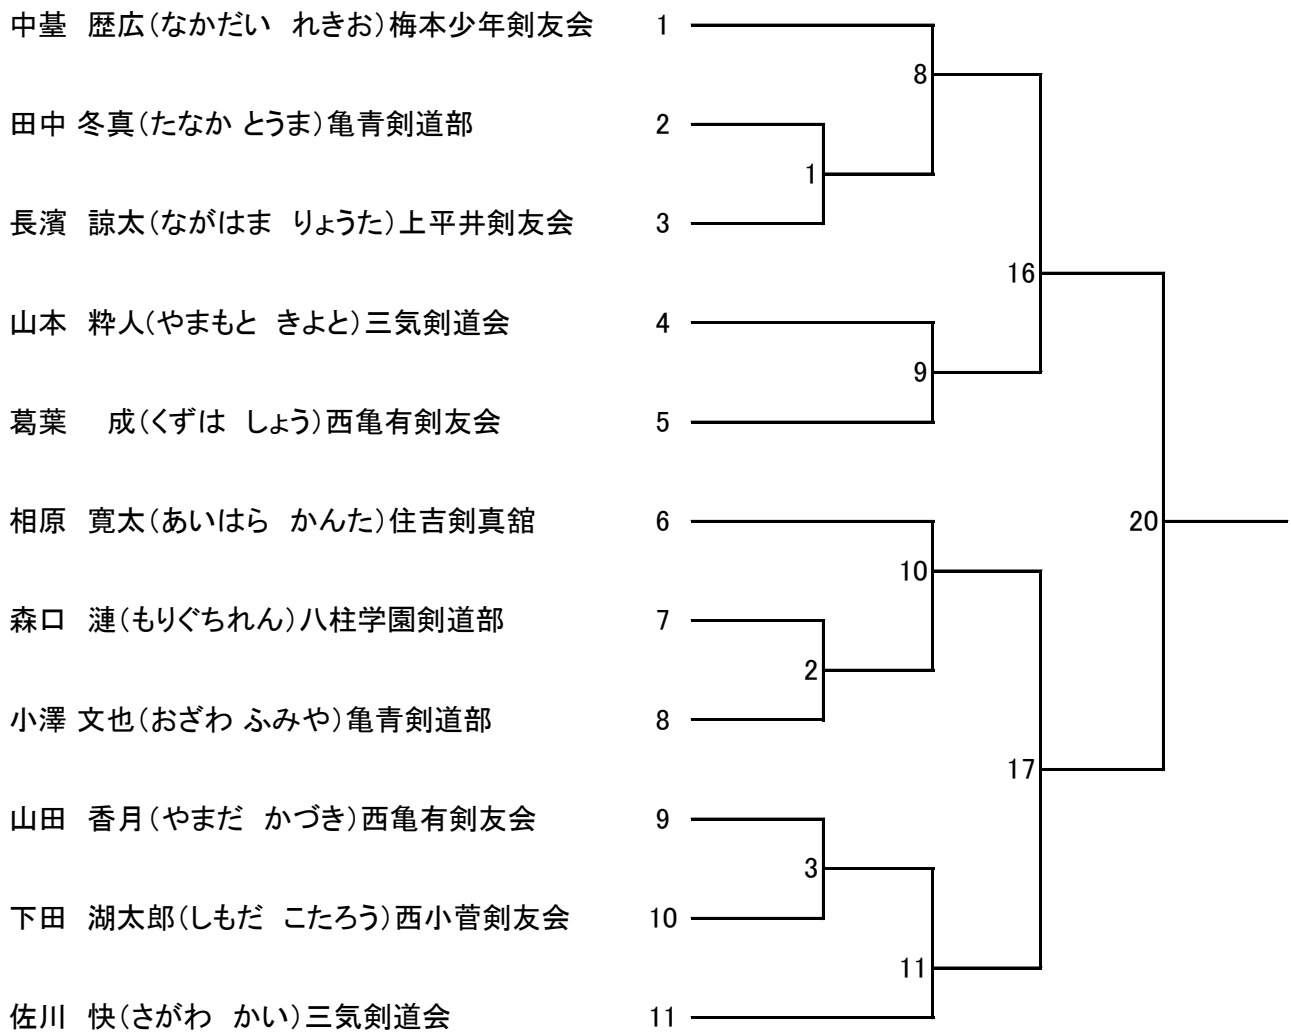 中基　歴広（なかだい　れきお）梅本少年剣友会　1
8
田中 冬真（たなか とうま）亀青剣道部　2
1
長濱　諒太（ながはま　りょうた）上平井剣友会　3
16
山本　粋人（やまもと　きよと）三気剣道会　4
9
葛葉　成（くずは　しょう）西亀有剣友会　5
相原　寛太（あいはら　かんた）住吉剣真舘　6　20
10
森口　漣（もりぐちれん）八柱学園剣道部　7
2
小澤 文也（おざわ ふみや）亀青剣道部　8
17
山田　香月（やまだ　かづき）西亀有剣友会　9
3
下田　湖太郎（しもだ　こたろう）西小菅剣友会　10
11
佐川　快（さがわ　かい）三気剣道会　11